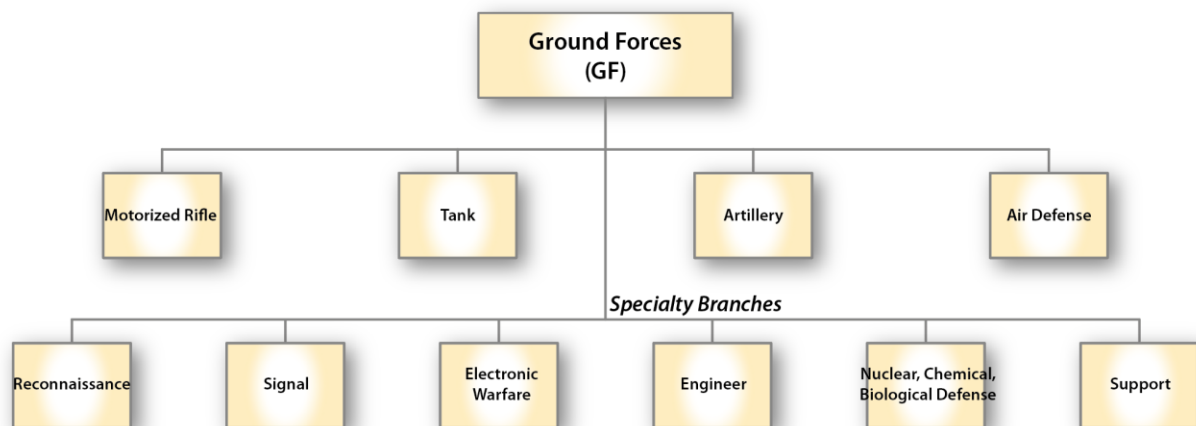 Ground Forces
(GF)
Motorized Rifle
Tank
Artillery
Air Defense
Specialty Branches
Reconnaissance
Signal
Electronic
Warfare
Engineer
Nuclear, Chemical,
Biological Defense
Support